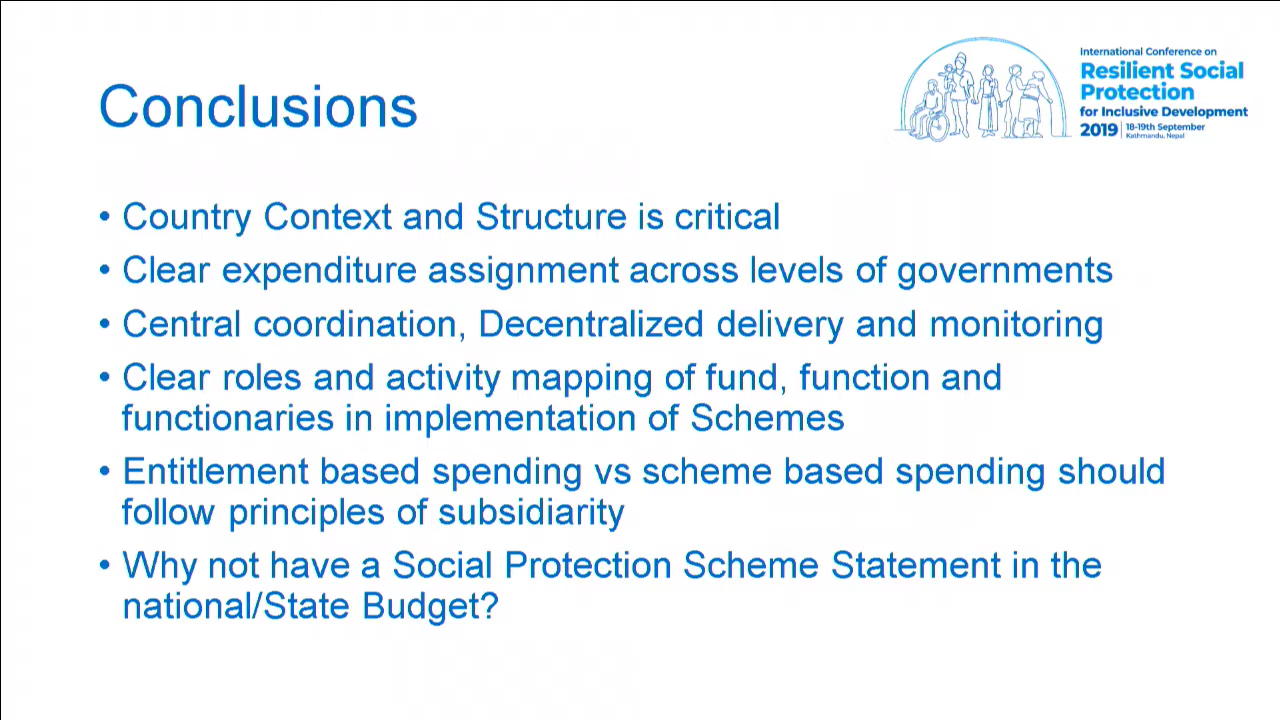 Conclusions
International Conference on
Resilient Social
Protection
for Inclusive Development
2019 | 18-19th September
Kathmandu, Nepal
• Country Context and Structure is critical
• Clear expenditure assignment across levels of governments
• Central coordination, Decentralized delivery and monitoring
• Clear roles and activity mapping of fund, function and
functionaries in implementation of Schemes
• Entitlement based spending vs scheme based spending should
follow principles of subsidiarity
• Why not have a Social Protection Scheme Statement in the
national/State Budget?